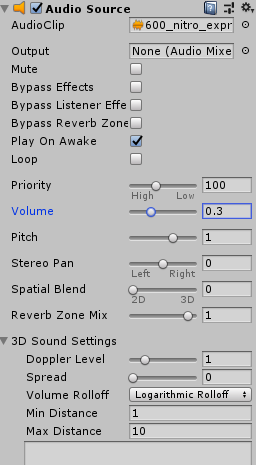 Audio Source
AudioClip 600_nitro_expr
Output None (Audio Mixe
Mute
Bypass Effects
Bypass Listener Effe
Bypass Reverb Zone
Play On Awake
Loop
Priority 100
High Low
Volume 0.3
Pitch 1
Stereo Pan 0
Left Right
Spatial Blend 0
2D 3D
Reverb Zone Mix 1
3D Sound Settings
Doppler Level 1
Spread 0
Volume Rolloff Logarithmic Rolloff
Min Distance 1
Max Distance 10